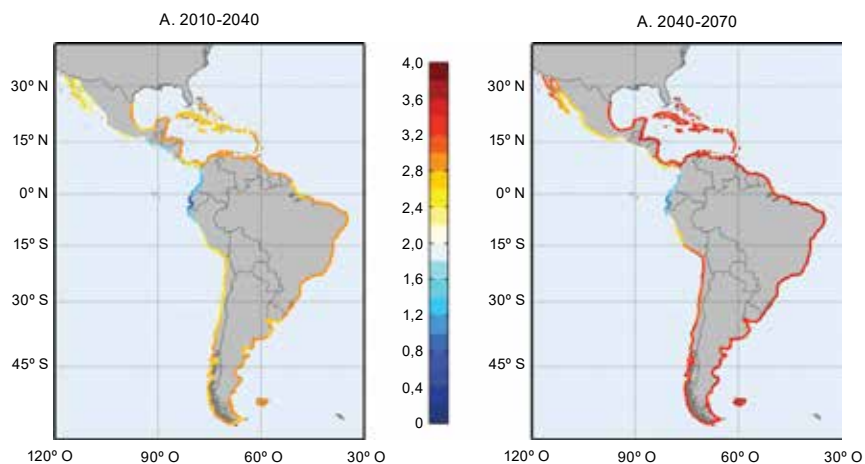 A. 2010-2040
A. 2040-2070
30º N
15º N
0º N
15º S
30º S
45º S
120º O
90º O
60º O
30º O
4,0
3,6
3,2
2,8
2,4
2,0
1,6
1,2
0,8
0,4
0
30º N
15º N
0º N
15º S
30º S
45º S
120º O
90º O
60º O
30º O